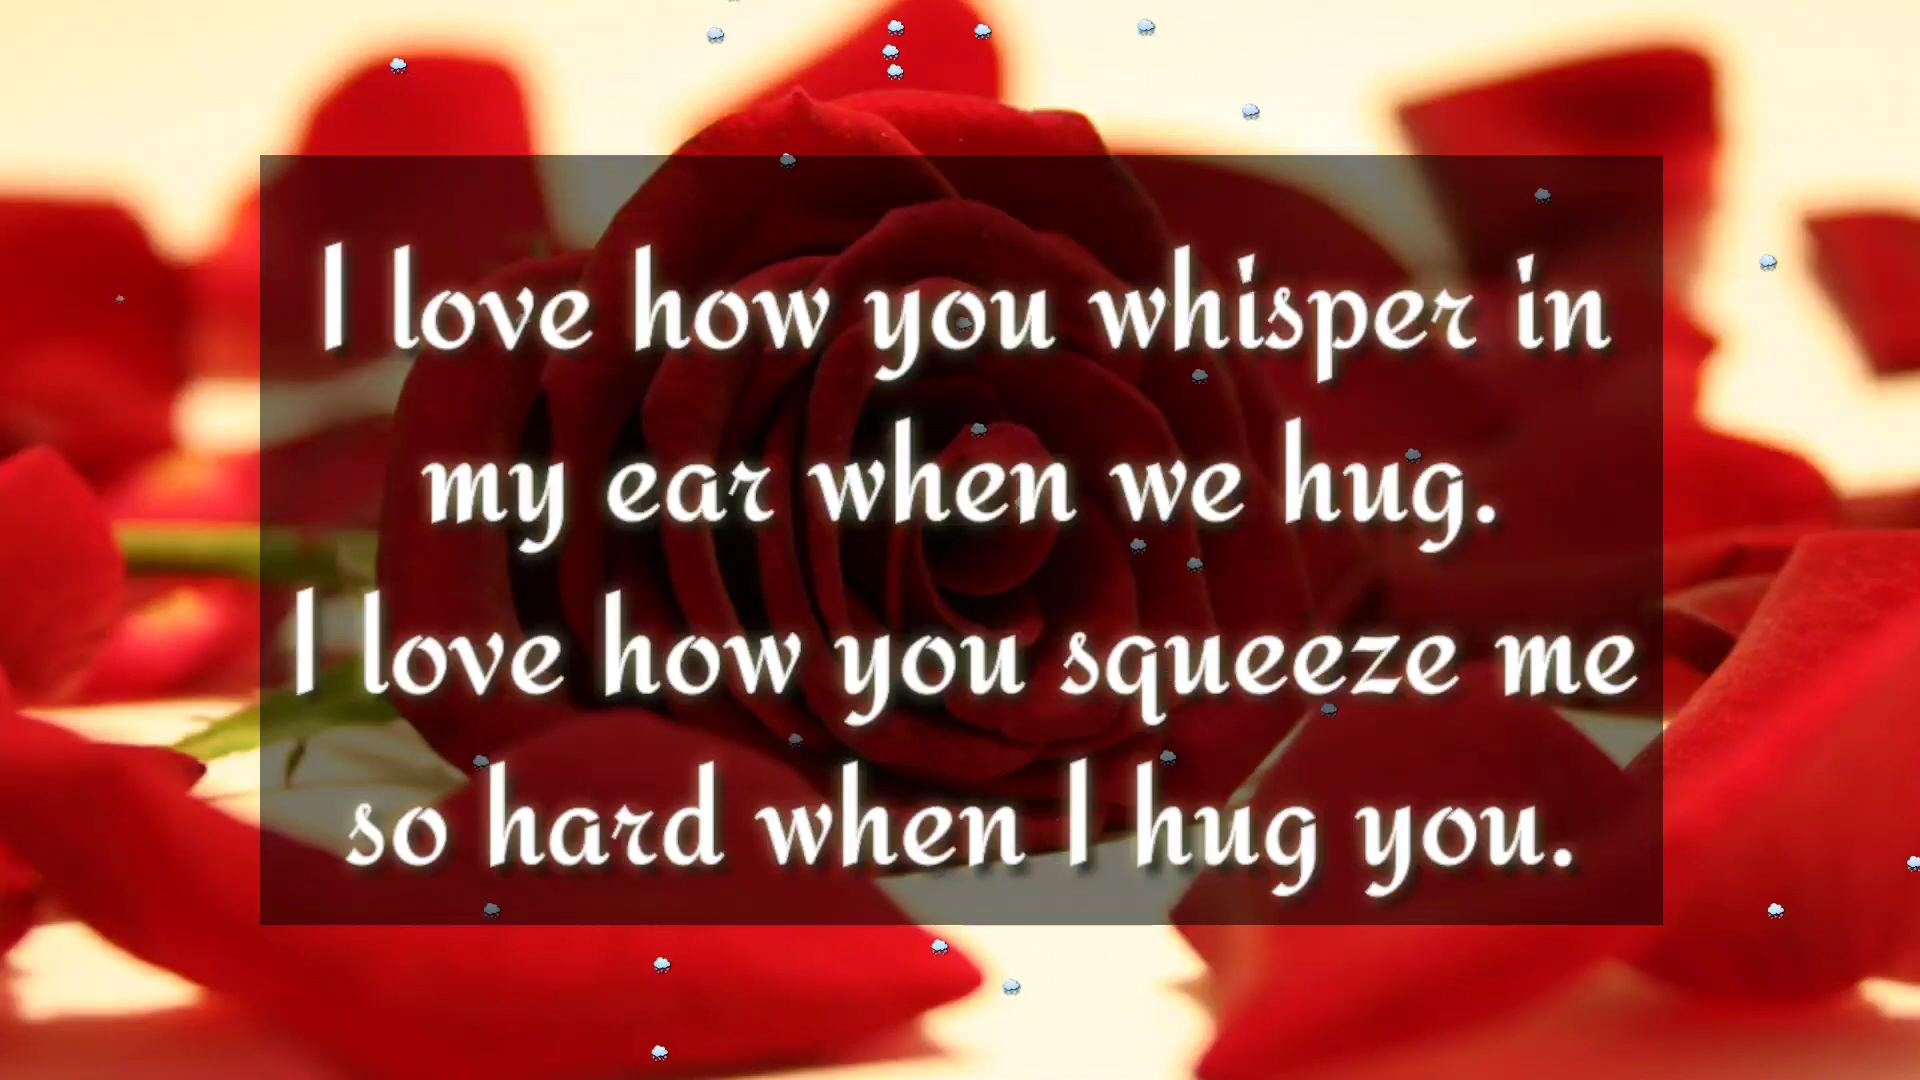 I love how you whisper in
my ear when we hug.
I love how you squeeze me
so hard when I hug you.